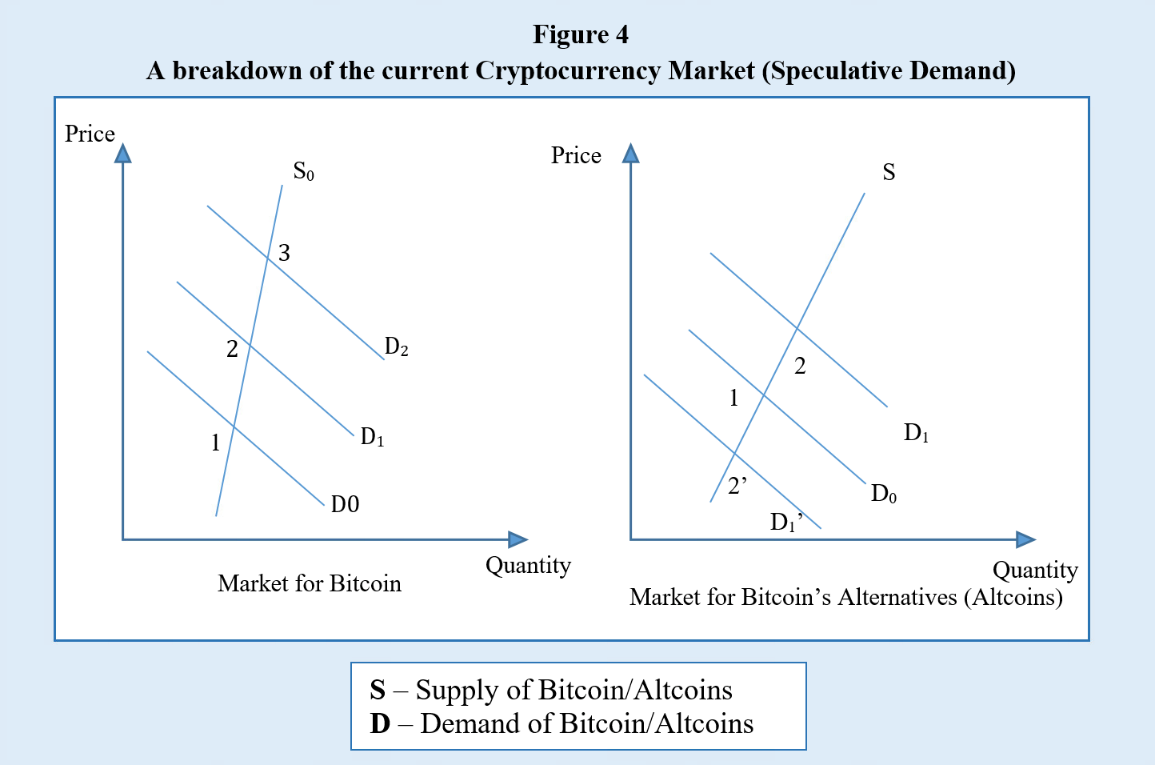 Figure 4
A breakdown of the current Cryptocurrency Market (Speculative Demand)
Price
S₀
3
2
D₂
1
D₁
D0
Quantity
Market for Bitcoin
Price
S
2
1
D₁
2’
D₀
D₁’
Quantity
Market for Bitcoin’s Alternatives (Altcoins)
S – Supply of Bitcoin/Altcoins
D – Demand of Bitcoin/Altcoins